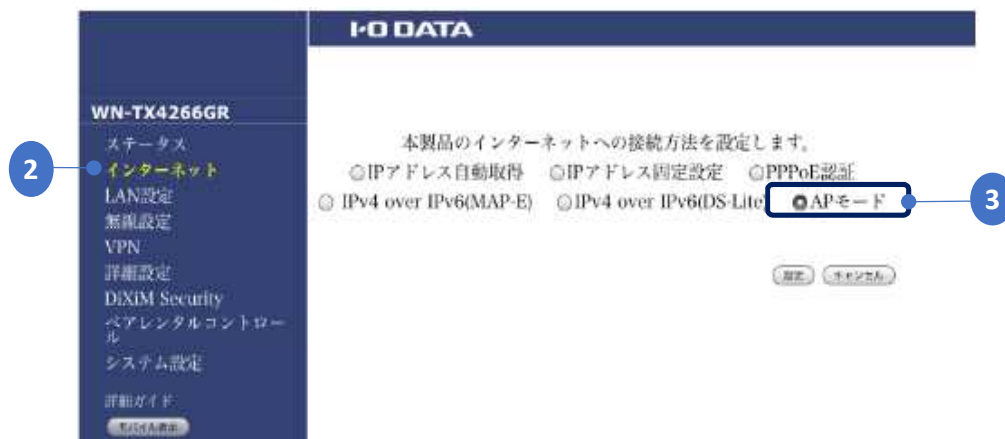 I-O DATA
WN-TX4266GR
ステータス
2
インターネット
LAN設定
無線設定
VPN
詳細設定
DiXiM Security
ペアレンタルコントロー
ル
システム設定
詳細ガイド
モバイル表示
本製品のインターネットへの接続方法を設定します。
IPアドレス自動取得 IPアドレス固定設定 PPPoE認証
IPv4 over IPv6(MAP-E) IPv4 over IPv6(DS-Lite) APモード
3
設定 キャンセル